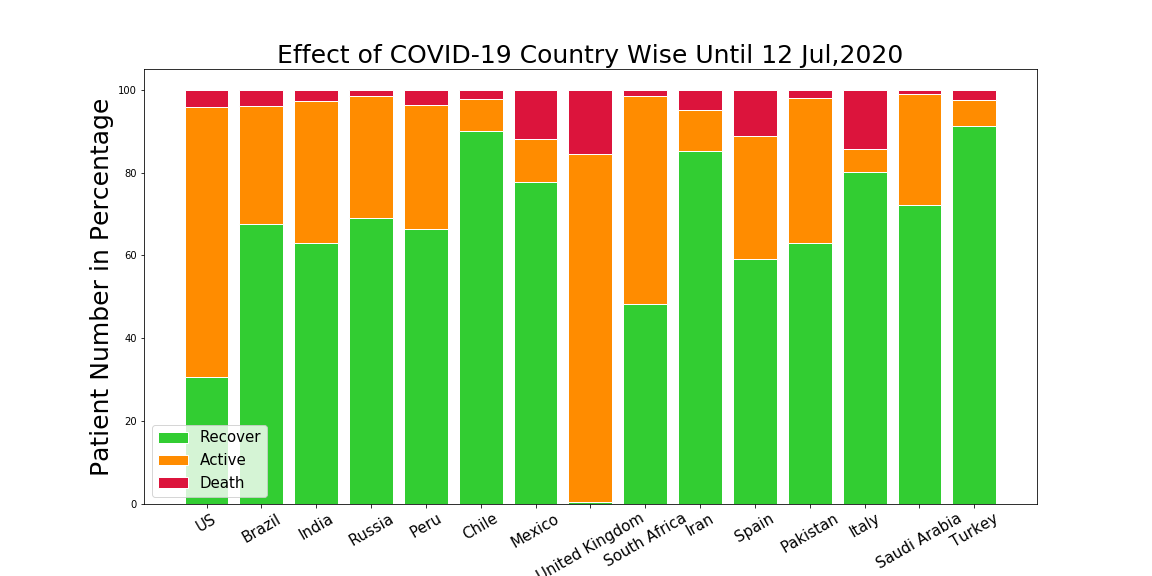 Effect of COVID-19 Country Wise Until 12 Jul,2020
Patient Number in Percentage
100
80
60
40
20
0
Recover
Active
Death
US
Brazil
India
Russia
Peru
Chile
Mexico
United Kingdom
South Africa
Iran
Spain
Pakistan
Italy
Saudi Arabia
Turkey